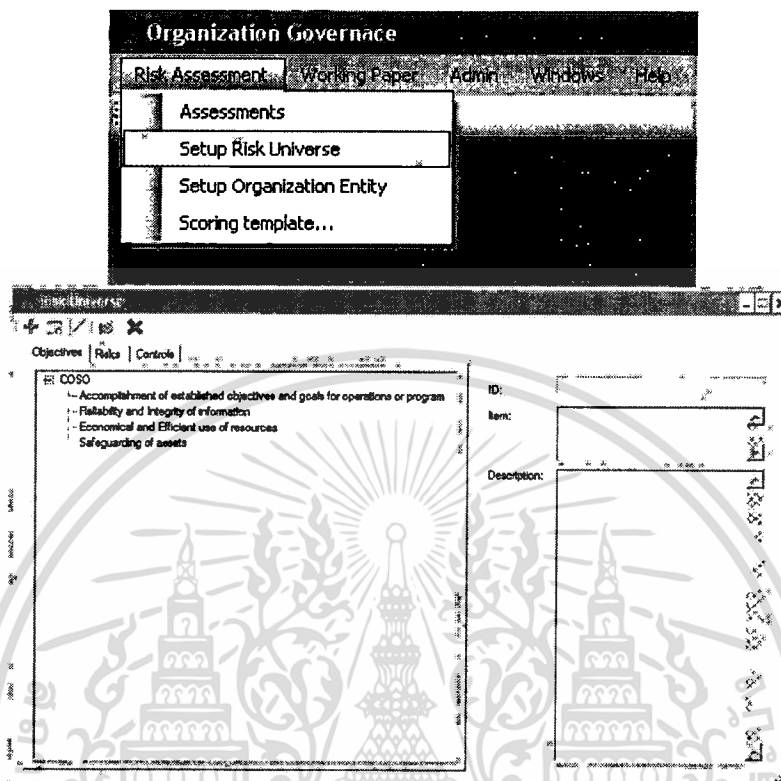 Organization Governace
Risk Assessment Working Paper Admin Windows Help
Assessments
Setup Risk Universe
Setup Organization Entity
Scoring template...
Risk Universe
Objectives Risks Controls
COSO
Accomplishment of established objectives and goals for operations or program
Reliability and Integrity of information
Economical and Efficient use of resources
Safeguarding of assets
ID:
Item:
Description: